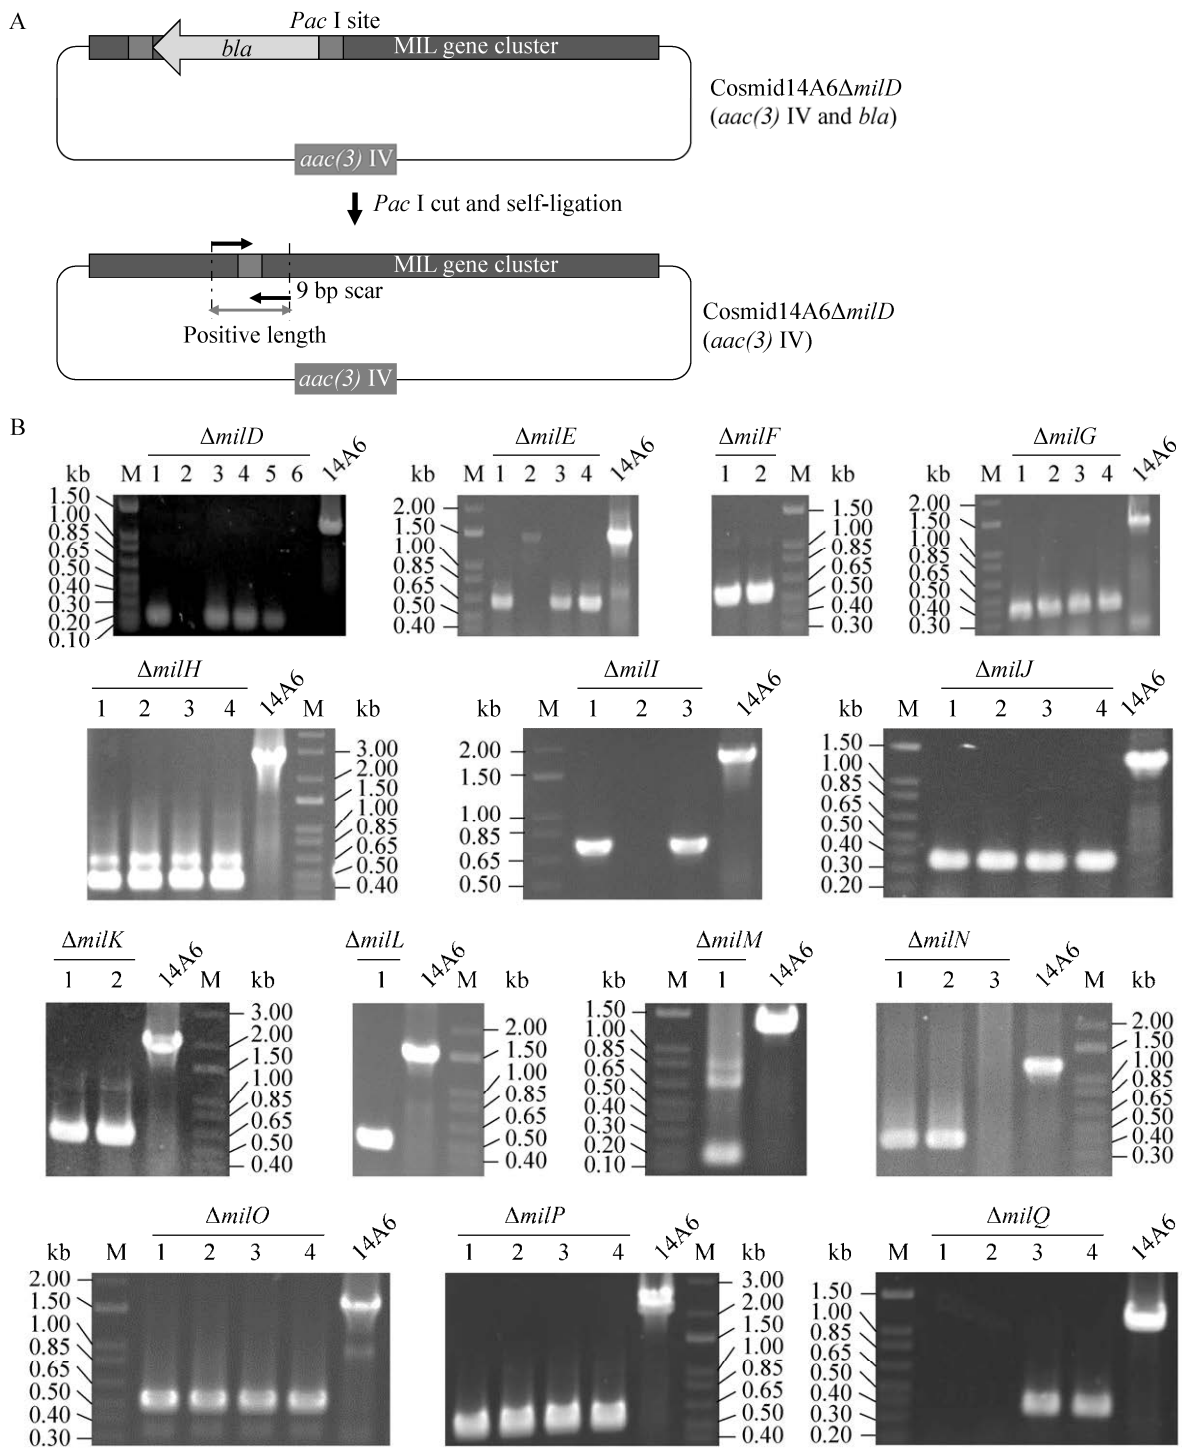 A
Pac I site
bla
MIL gene cluster
Cosmid14A6ΔmilD
(aac(3) IV and bla)
aac(3) IV
Pac I cut and self-ligation
MIL gene cluster
9 bp scar
Positive length
Cosmid14A6ΔmilD
(aac(3) IV)
aac(3) IV
B
ΔmilD
kb M 1 2 3 4 5 6 14A6
1.50
1.00
0.85
0.65
0.50
0.40
0.30
0.20
0.10
ΔmilE
kb M 1 2 3 4 14A6
2.00
1.50
1.00
0.85
0.65
0.50
0.40
ΔmilF
1 2 M kb
1.50
1.00
0.85
0.65
0.50
0.40
0.30
ΔmilG
kb M 1 2 3 4 14A6
2.00
1.50
1.00
0.85
0.65
0.50
0.40
0.30
ΔmilH
1 2 3 4 14A6 M kb
3.00
2.00
1.50
1.00
0.85
0.65
0.50
0.40
ΔmilI
kb M 1 2 3 14A6
2.00
1.50
1.00
0.85
0.65
0.50
ΔmilJ
kb M 1 2 3 4 14A6
1.50
1.00
0.85
0.65
0.50
0.40
0.30
0.20
ΔmilK
1 2 14A6 M kb
3.00
2.00
1.50
1.00
0.85
0.65
0.50
0.40
ΔmilL
1 14A6 M kb
2.00
1.50
1.00
0.85
0.65
0.50
0.40
ΔmilM
kb M 1 14A6
1.50
1.00
0.85
0.65
0.50
0.40
0.30
0.20
0.10
ΔmilN
1 2 3 14A6 M kb
2.00
1.50
1.00
0.85
0.65
0.50
0.40
0.30
ΔmilO
kb M 1 2 3 4 14A6
2.00
1.50
1.00
0.85
0.65
0.50
0.40
0.30
ΔmilP
1 2 3 4 14A6 M kb
3.00
2.00
1.50
1.00
0.85
0.65
0.50
0.40
ΔmilQ
kb M 1 2 3 4 14A6
1.50
1.00
0.85
0.65
0.50
0.40
0.30
0.20